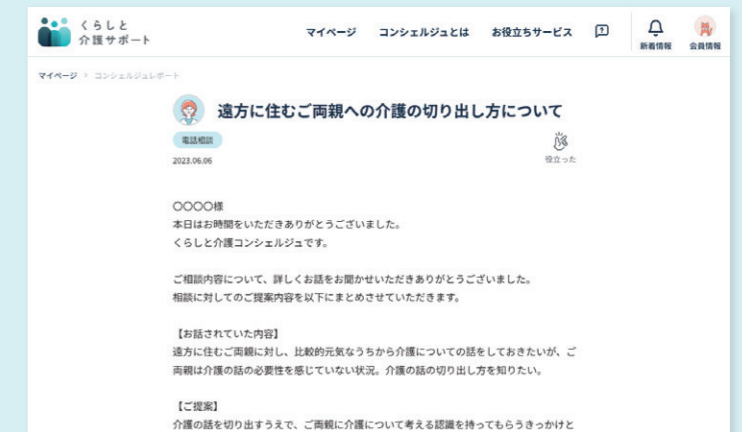 くらしと
介護サポート
マイページ
コンシェルジュとは
お役立ちサービス
?
新着情報
会員情報
マイページ > コンシェルジュレポート
遠方に住むご両親への介護の切り出し方について
電話相談
2023.06.06
役立った
〇〇〇〇様
本日はお時間をいただきありがとうございました。
くらしと介護コンシェルジュです。
ご相談内容について、詳しくお話をお聞かせいただきありがとうございました。
相談に対してのご提案内容を以下にまとめさせていただきます。
【お話されていた内容】
遠方に住むご両親に対し、比較的元気なうちから介護についての話をしておきたいが、ご
両親は介護の話の必要性を感じていない状況。介護の話の切り出し方を知りたい。
【ご提案】
介護の話を切り出すうえで、ご両親に介護について考える認識を持ってもらうきっかけと